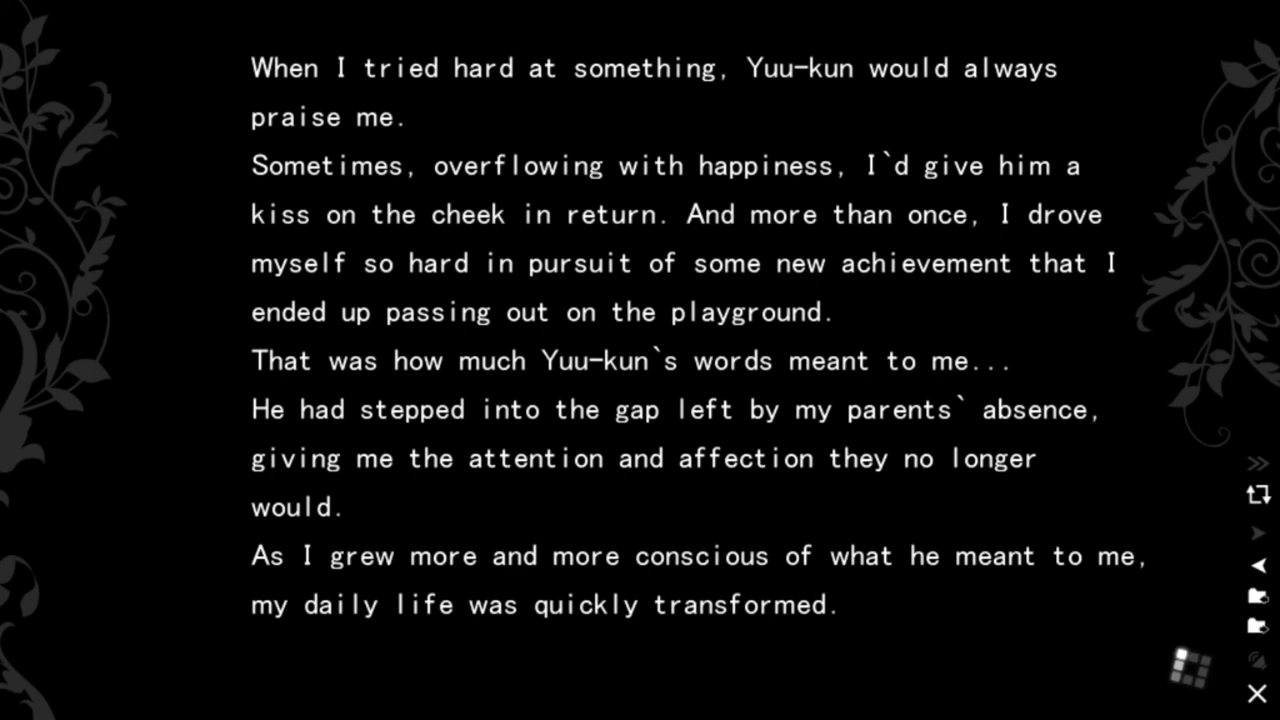 When I tried hard at something, Yuu-kun would always
praise me.
Sometimes, overflowing with happiness, I`d give him a
kiss on the cheek in return. And more than once, I drove
myself so hard in pursuit of some new achievement that I
ended up passing out on the playground.
That was how much Yuu-kun`s words meant to me...
He had stepped into the gap left by my parents` absence,
giving me the attention and affection they no longer
would.
As I grew more and more conscious of what he meant to me,
my daily life was quickly transformed.